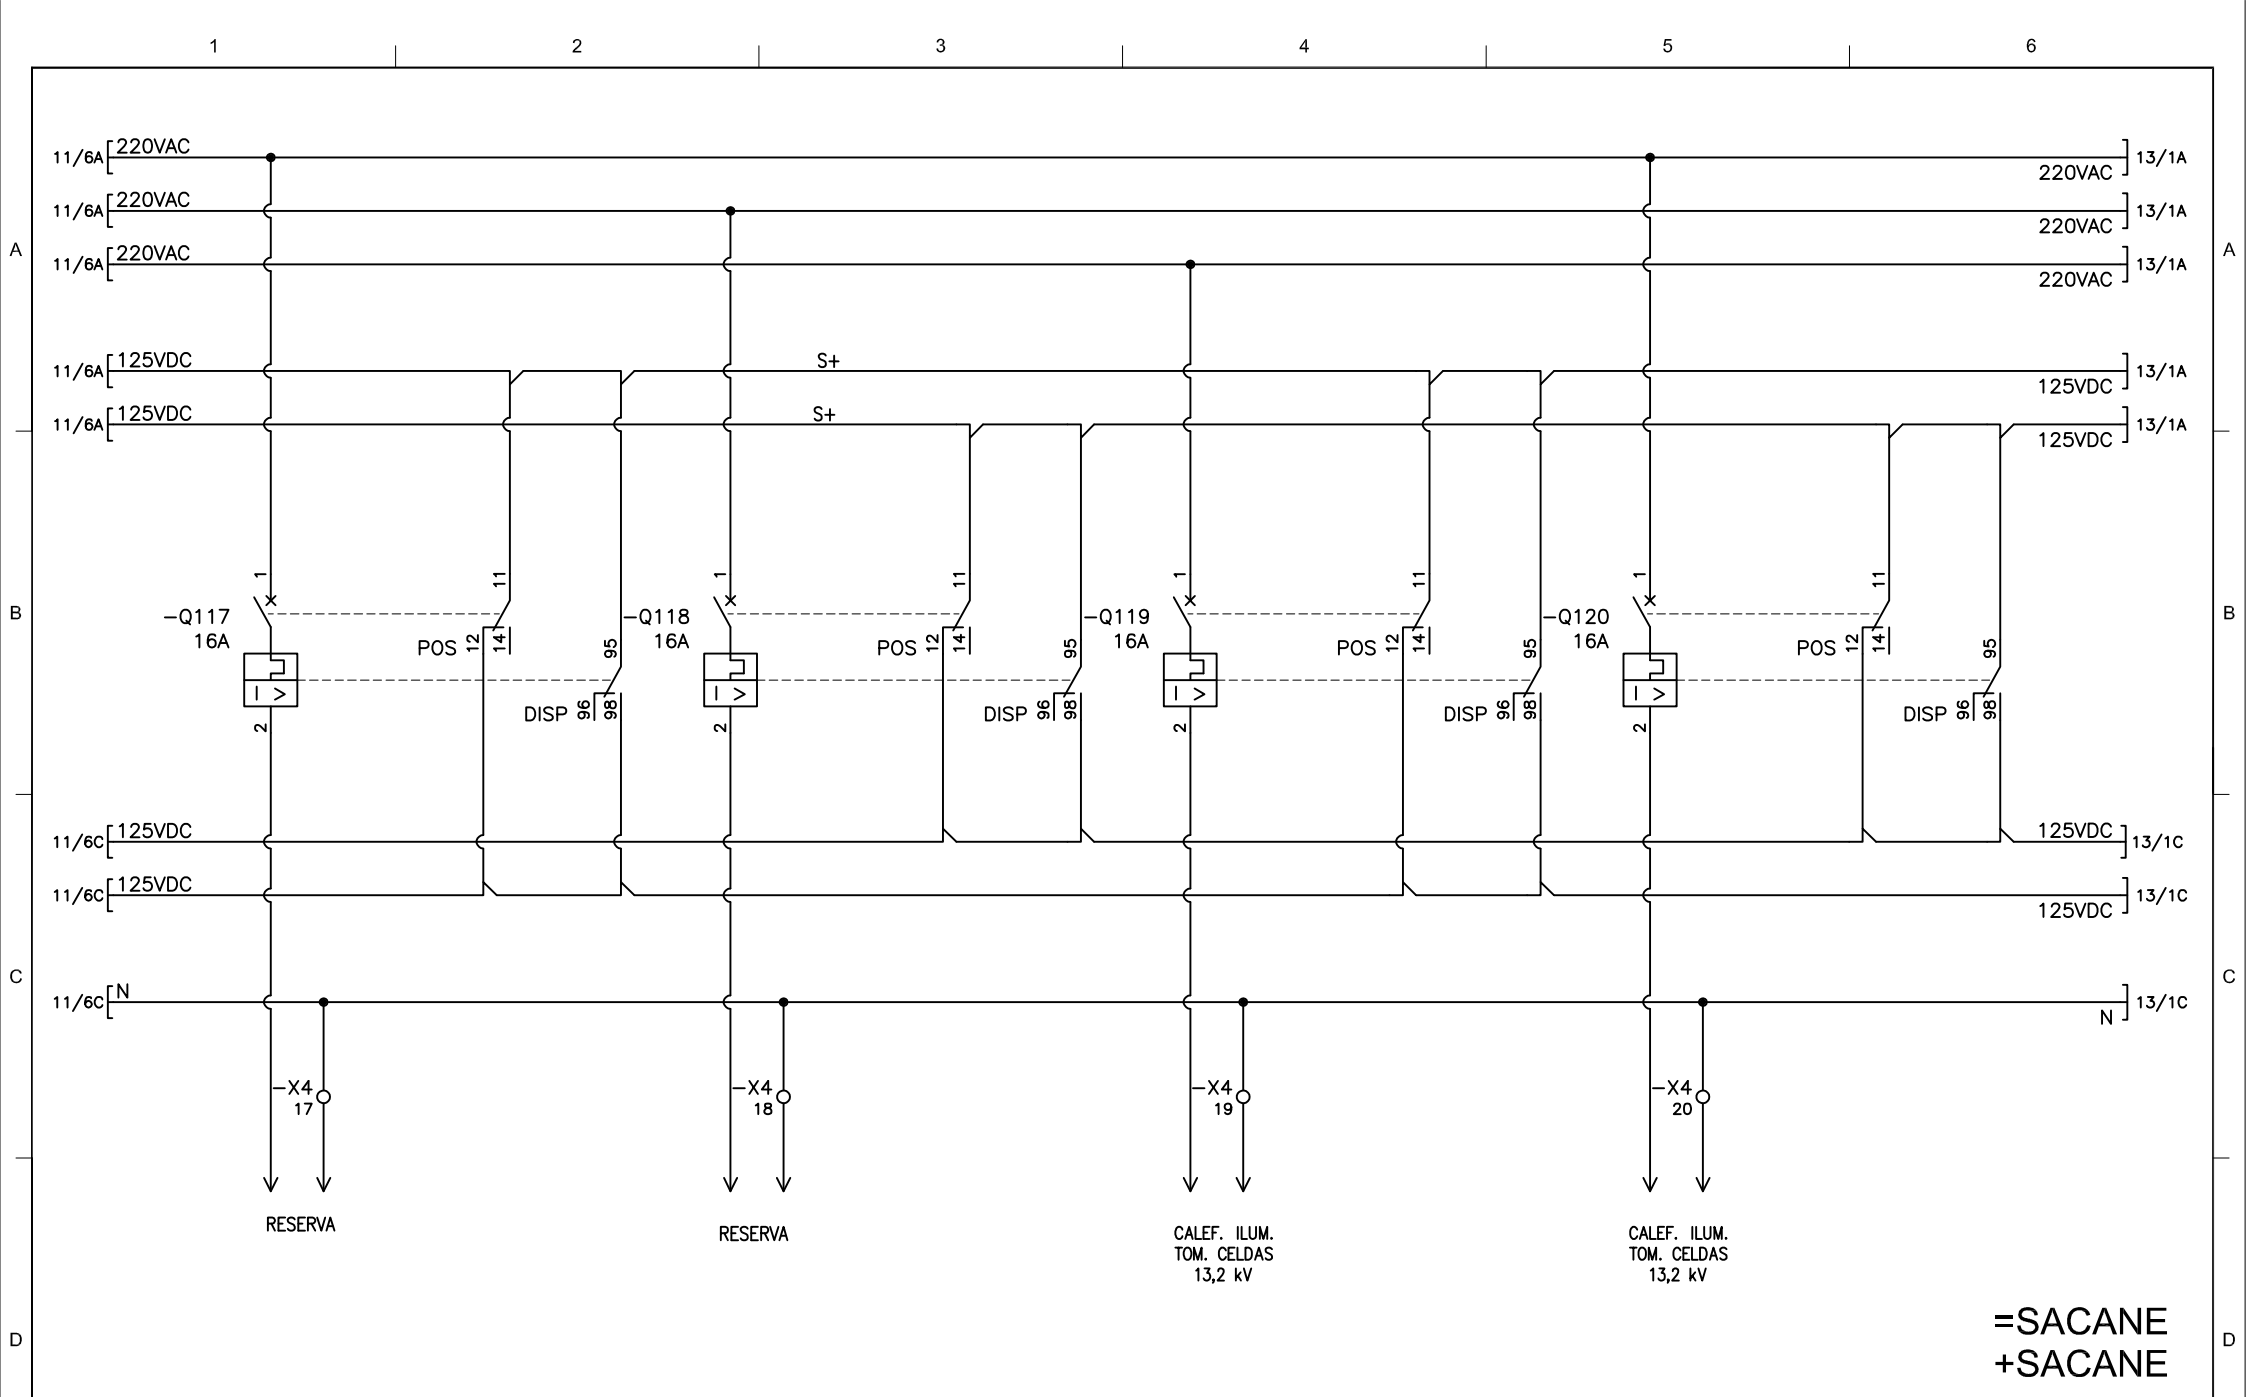 1 2 3 4 5 6
11/6A 220VAC 13/1A
220VAC
11/6A 220VAC 13/1A
220VAC
A A
11/6A 220VAC 13/1A
220VAC
11/6A 125VDC S+ 13/1A
125VDC
11/6A 125VDC S+ 13/1A
125VDC
1 11 1 11 1 11 1 11
B -Q117 -Q118 -Q119 -Q120 B
16A 16A 16A 16A
POS 12 14 95 POS 12 14 95 POS 12 14 95 POS 12 14 95
I > I > I > I >
DISP 96 98 DISP 96 98 DISP 96 98 DISP 96 98
2 2 2 2
11/6C 125VDC 125VDC 13/1C
11/6C 125VDC 13/1C
125VDC
C C
11/6C N 13/1C
N
-X4 -X4 -X4 -X4
17 18 19 20
RESERVA
RESERVA
CALEF. ILUM.
TOM. CELDAS
13,2 kV
CALEF. ILUM.
TOM. CELDAS
13,2 kV
=SACANE
D D
+SACANE